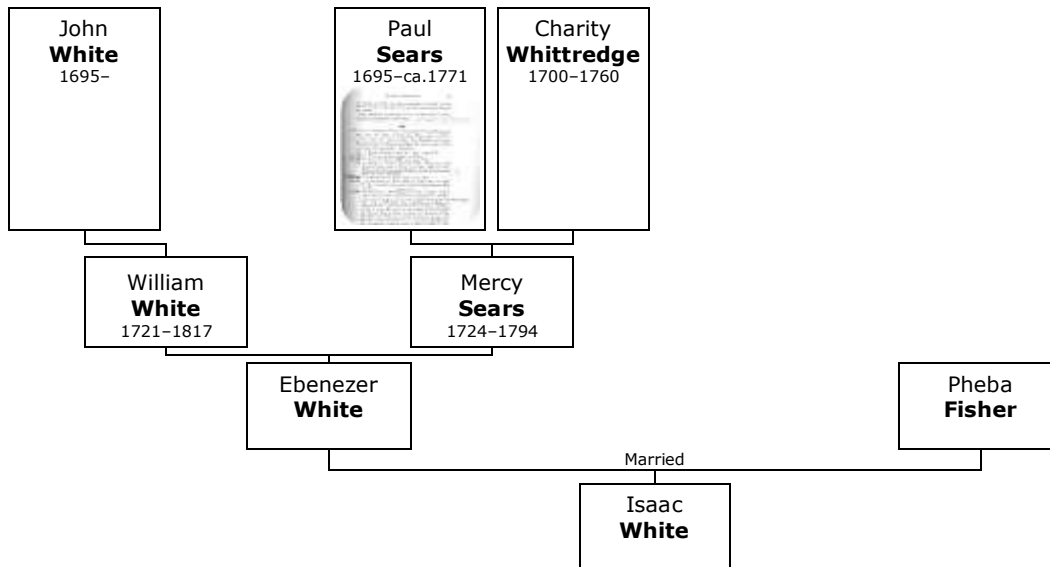 John
White
1695–
Paul
Sears
1695–ca.1771
Charity
Whittredge
1700–1760
William
White
1721–1817
Mercy
Sears
1724–1794
Ebenezer
White
Pheba
Fisher
Married
Isaac
White